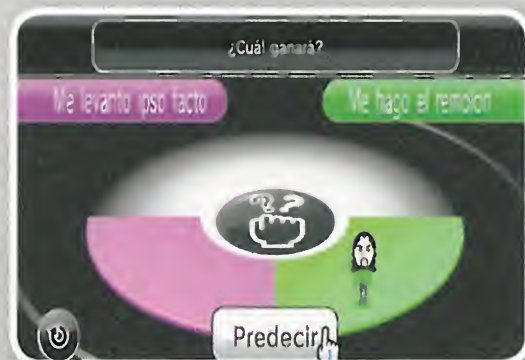 ¿Cuál ganará?
Me levanto ipso facto
Me hago el remolón
Predecir